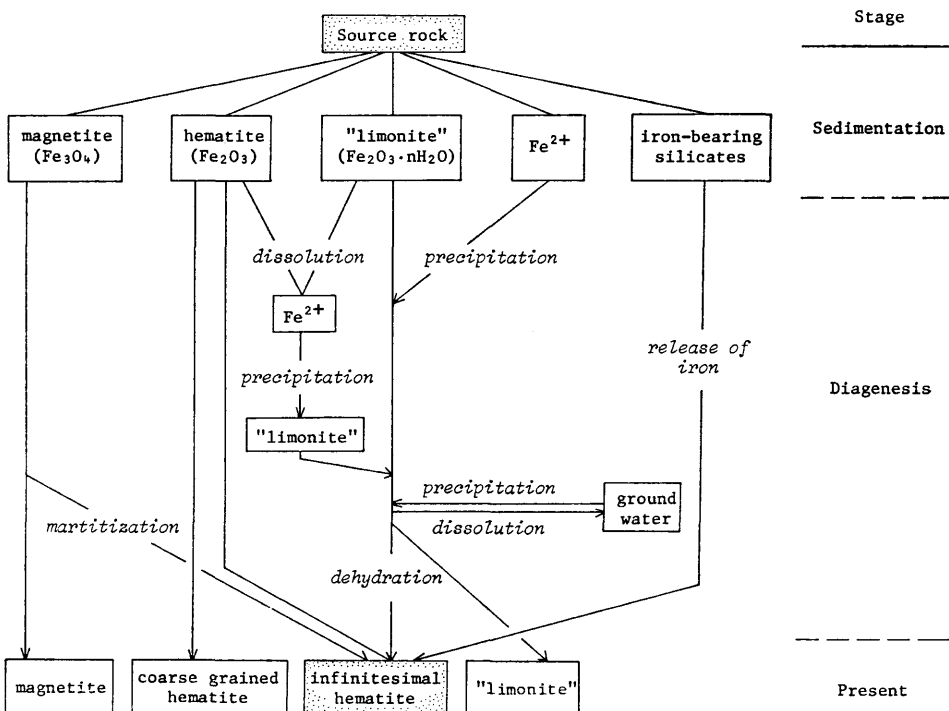 Stage
Source rock
magnetite
(Fe₃O₄)
hematite
(Fe₂O₃)
"limonite"
(Fe₂O₃·nH₂O)
Fe²⁺
iron-bearing
silicates
Sedimentation
dissolution
precipitation
Fe²⁺
release of
iron
precipitation
Diagenesis
"limonite"
precipitation
ground
water
dissolution
martitization
dehydration
magnetite
coarse grained
hematite
infinitesimal
hematite
"limonite"
Present